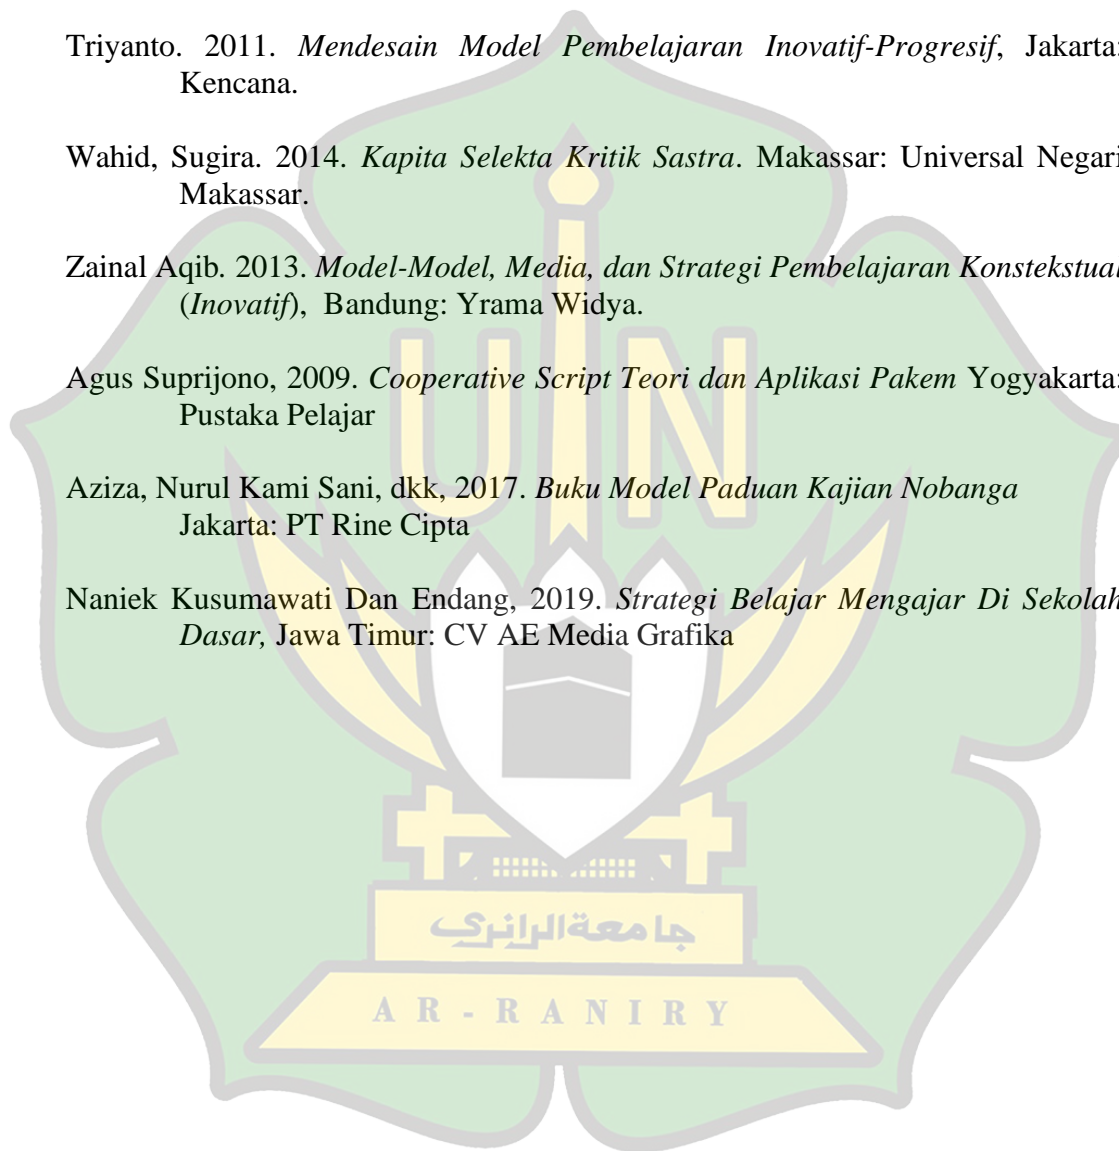 Triyanto. 2011. Mendesain Model Pembelajaran Inovatif-Progresif, Jakarta:
Kencana.
Wahid, Sugira. 2014. Kapita Selekta Kritik Sastra. Makassar: Universal Negari
Makassar.
Zainal Aqib. 2013. Model-Model, Media, dan Strategi Pembelajaran Konstekstual
(Inovatif), Bandung: Yrama Widya.
Agus Suprijono, 2009. Cooperative Script Teori dan Aplikasi Pakem Yogyakarta:
Pustaka Pelajar
Aziza, Nurul Kami Sani, dkk, 2017. Buku Model Paduan Kajian Nobanga
Jakarta: PT Rine Cipta
Naniek Kusumawati Dan Endang, 2019. Strategi Belajar Mengajar Di Sekolah
Dasar, Jawa Timur: CV AE Media Grafika
UIN
جامعة الرانري
AR-RANIRY